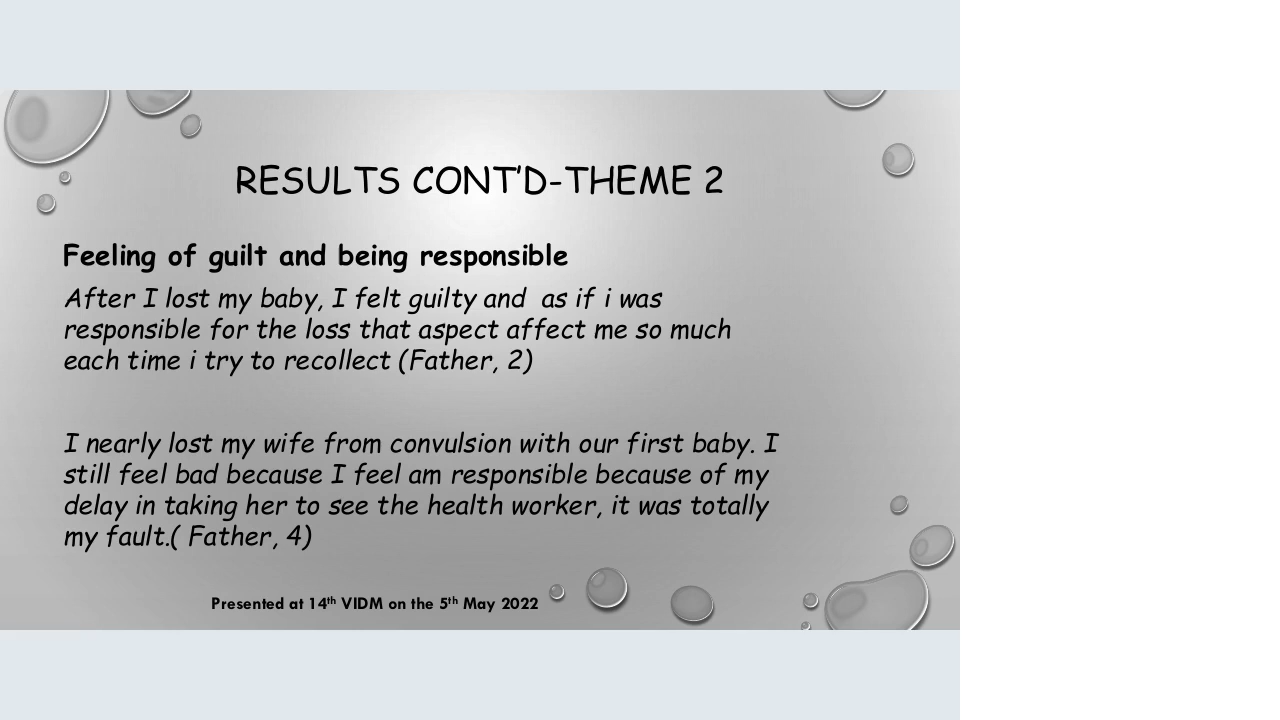 RESULTS CONT'D-THEME 2
Feeling of guilt and being responsible
After I lost my baby, I felt guilty and  as if i was
responsible for the loss that aspect affect me so much
each time i try to recollect (Father, 2)
I nearly lost my wife from convulsion with our first baby. I
still feel bad because I feel am responsible because of my
delay in taking her to see the health worker, it was totally
my fault.( Father, 4)
Presented at 14th VIDM on the 5th May 2022